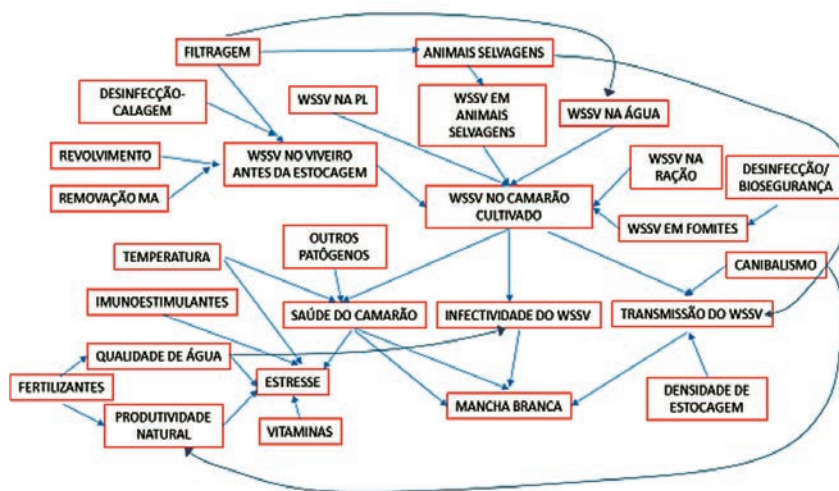 FILTRAGEM
ANIMAIS SELVAGENS
DESINFECÇÃO-
CALAGEM
WSSV NA PL
WSSV EM
ANIMAIS
SELVAGENS
WSSV NA ÁGUA
REVOLVIMENTO
REMOVAÇÃO MA
WSSV NO VIVEIRO
ANTES DA ESTOCAGEM
WSSV NO CAMARÃO
CULTIVADO
WSSV NA
RAÇÃO
DESINFECÇÃO/
BIOSEGURANÇA
WSSV EM FOMITES
TEMPERATURA
OUTROS
PATÔGENOS
CANIBALISMO
IMUNOESTIMULANTES
SAÚDE DO CAMARÃO
INFECTIVIDADE DO WSSV
TRANSMISSÃO DO WSSV
QUALIDADE DE ÁGUA
FERTILIZANTES
ESTRESSE
PRODUTIVIDADE
NATURAL
VITAMINAS
MANCHA BRANCA
DENSIDADE DE
ESTOCAGEM